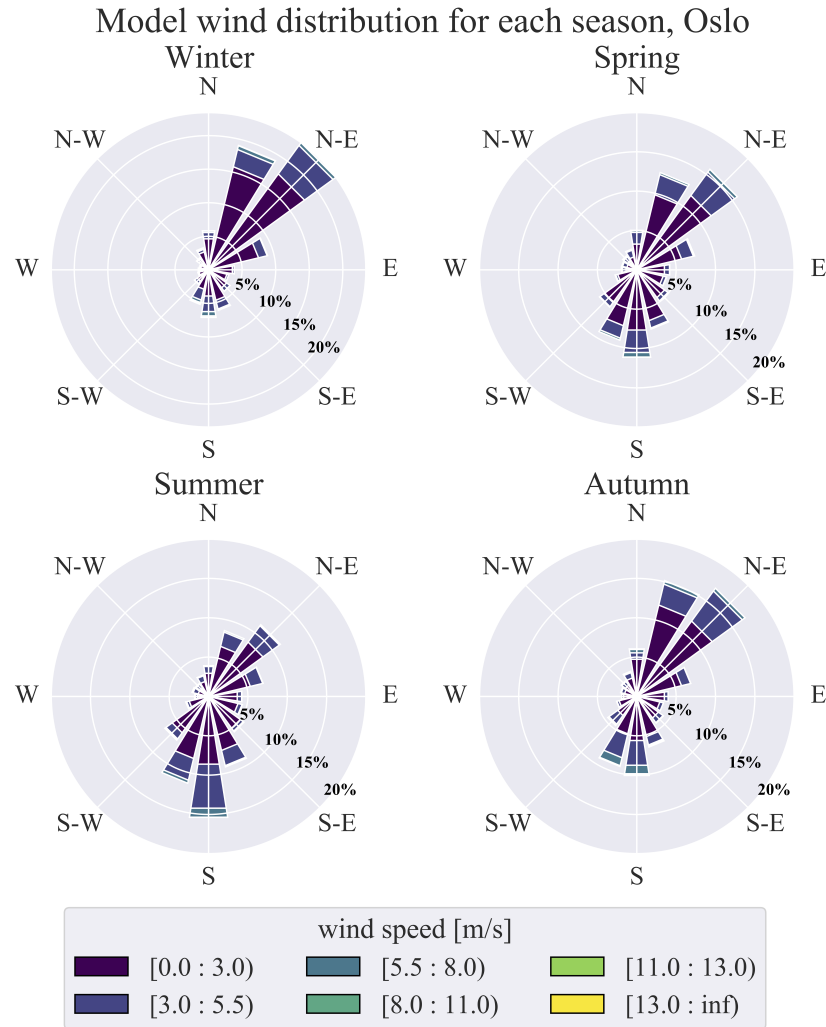 Model wind distribution for each season, Oslo
Winter
Spring
N
N
N-W
N-E
N-W
N-E
W
E
W
E
5%
10%
15%
20%
5%
10%
15%
20%
S-W
S-E
S-W
S-E
S
S
Summer
Autumn
N
N
N-W
N-E
N-W
N-E
W
E
W
E
5%
10%
15%
20%
5%
10%
15%
20%
S-W
S-E
S-W
S-E
S
S
wind speed [m/s]
[0.0 : 3.0)
[5.5 : 8.0)
[11.0 : 13.0)
[3.0 : 5.5)
[8.0 : 11.0)
[13.0 : inf)